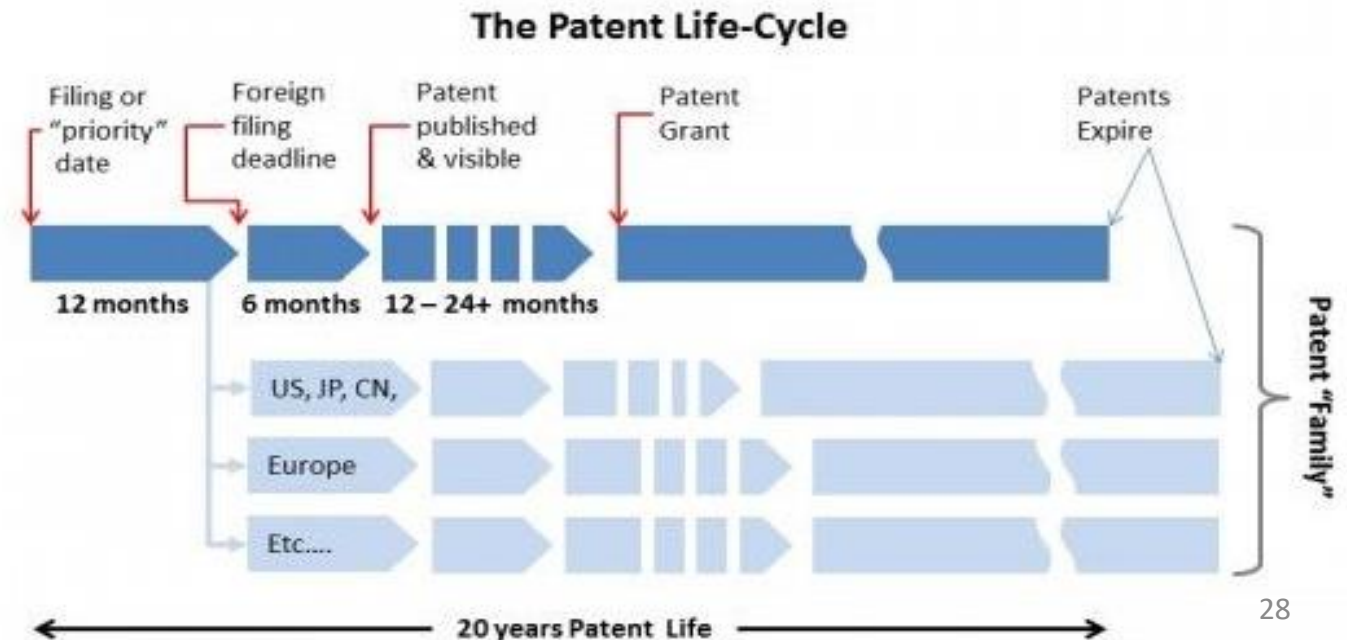 The Patent Life-Cycle
Filing or
"priority"
date
Foreign
filing
deadline
Patent
published
& visible
Patent
Grant
Patents
Expire
12 months
6 months
12 – 24+ months
US, JP, CN,
Europe
Etc....
Patent "Family"
20 years Patent Life
28